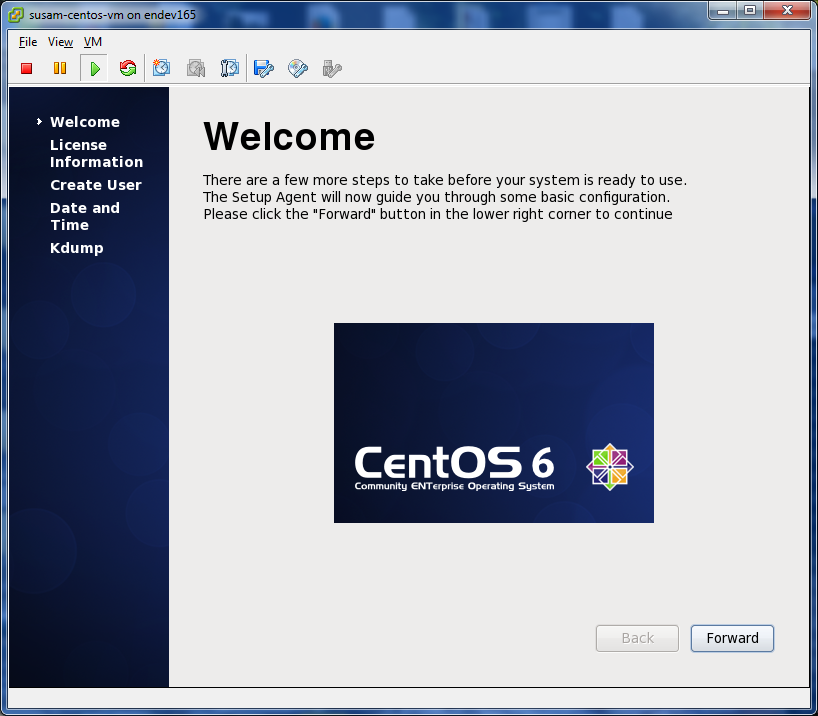 susam-centos-vm on endev165
File View VM
Welcome
License
Information
Create User
Date and
Time
Kdump
Welcome
There are a few more steps to take before your system is ready to use.
The Setup Agent will now guide you through some basic configuration.
Please click the "Forward" button in the lower right corner to continue
CentOS 6
Community ENTerprise Operating System
Back
Forward